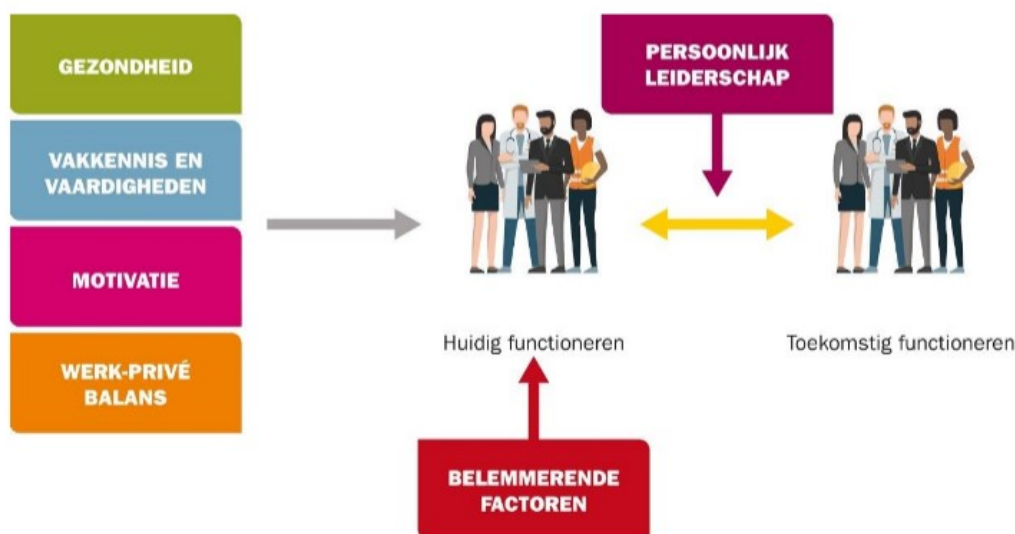 GEZONDHEID
VAKKENNIS EN
VAARDIGHEDEN
MOTIVATIE
WERK-PRIVÉ
BALANS
PERSOONLIJK
LEIDERSCHAP
Huidig functioneren
Toekomstig functioneren
BELEMMERENDE
FACTOREN